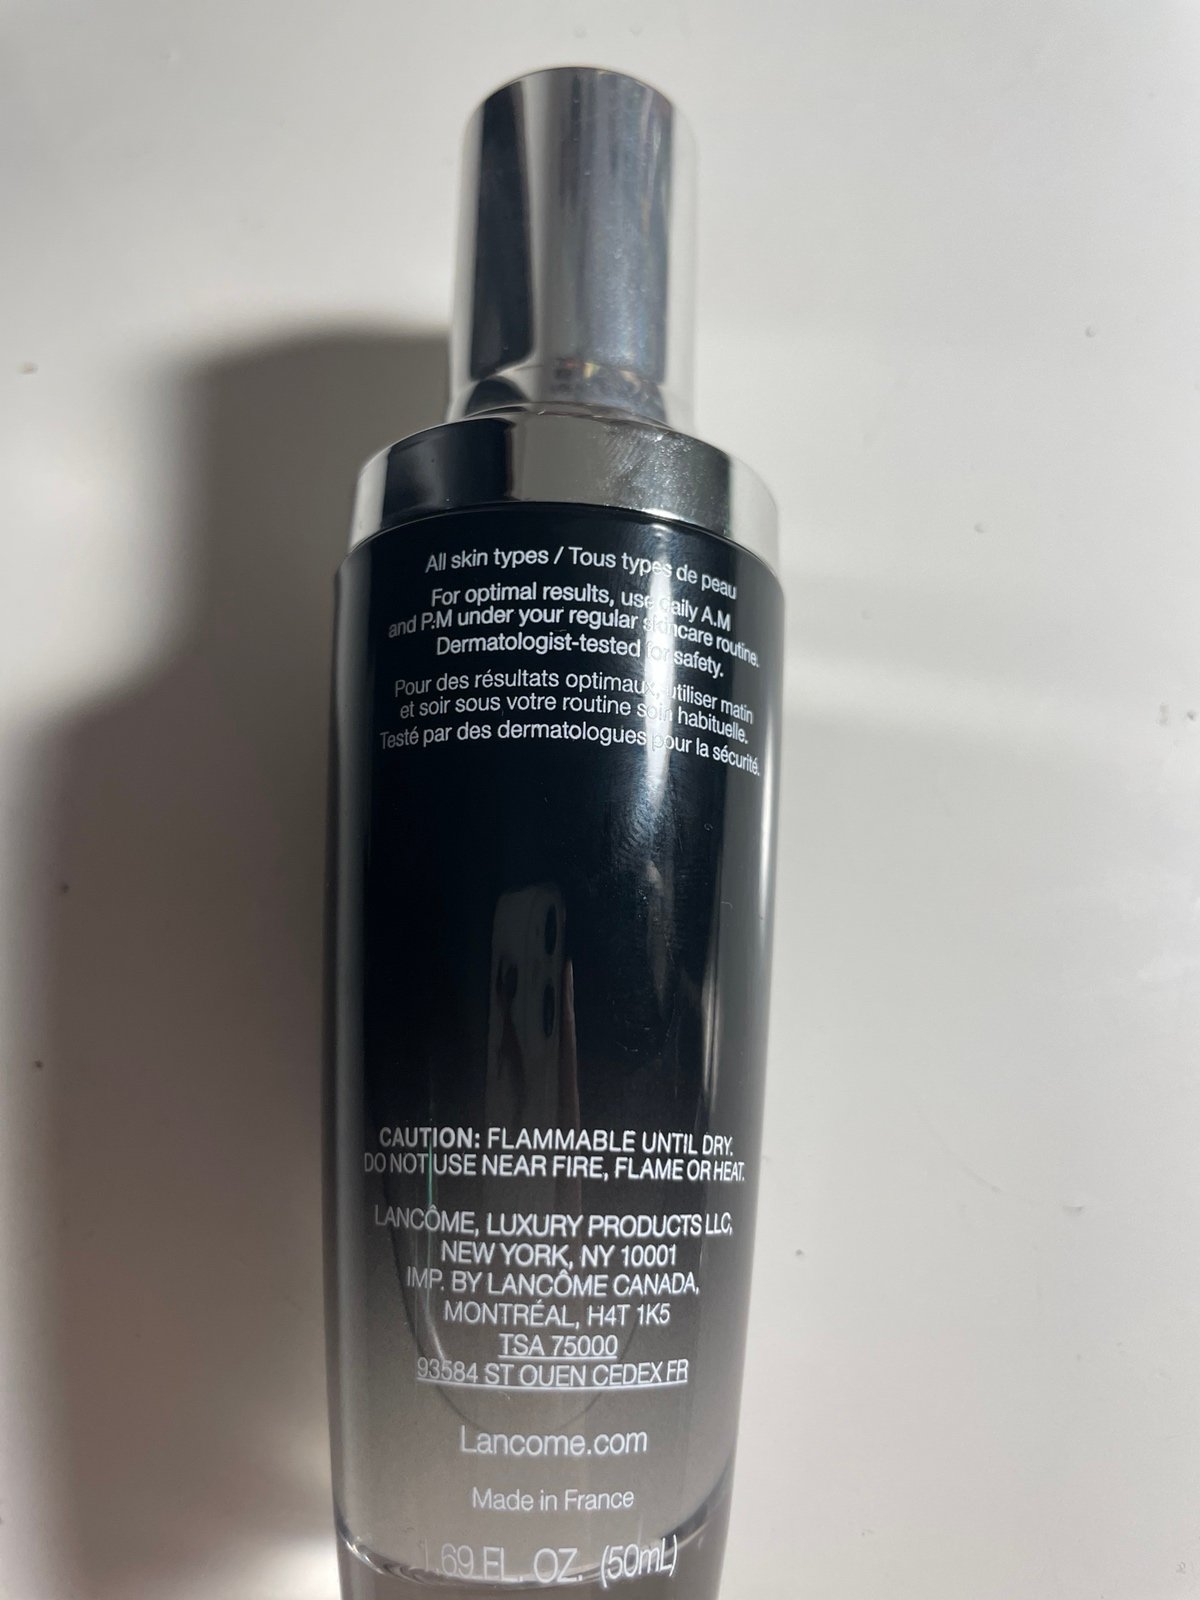 All skin types / Tous types de peau
For optimal results, use daily A.M
and P.M under your regular skincare routine.
Dermatologist-tested for safety.
Pour des résultats optimaux, utiliser matin
et soir sous votre routine soin habituelle.
Testé par des dermatologues pour la sécurité.
CAUTION: FLAMMABLE UNTIL DRY.
DO NOT USE NEAR FIRE, FLAME OR HEAT.
LANCÔME, LUXURY PRODUCTS LLC,
NEW YORK, NY 10001
IMP. BY LANCÔME CANADA,
MONTRÉAL, H4T 1K5
TSA 75000
93584 ST OUEN CEDEX FR
Lancome.com
Made in France
1.69 FL. OZ. (50mL)